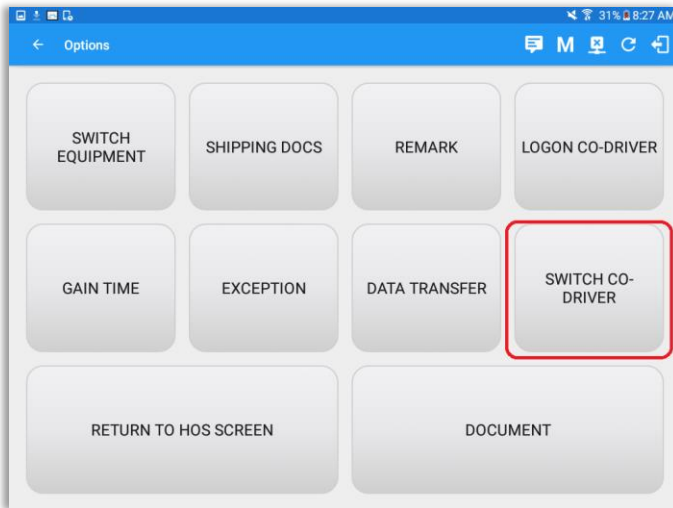 31% 8:27 AM
Options
M
SWITCH
EQUIPMENT
SHIPPING DOCS
REMARK
LOGON CO-DRIVER
GAIN TIME
EXCEPTION
DATA TRANSFER
SWITCH CO-
DRIVER
RETURN TO HOS SCREEN
DOCUMENT